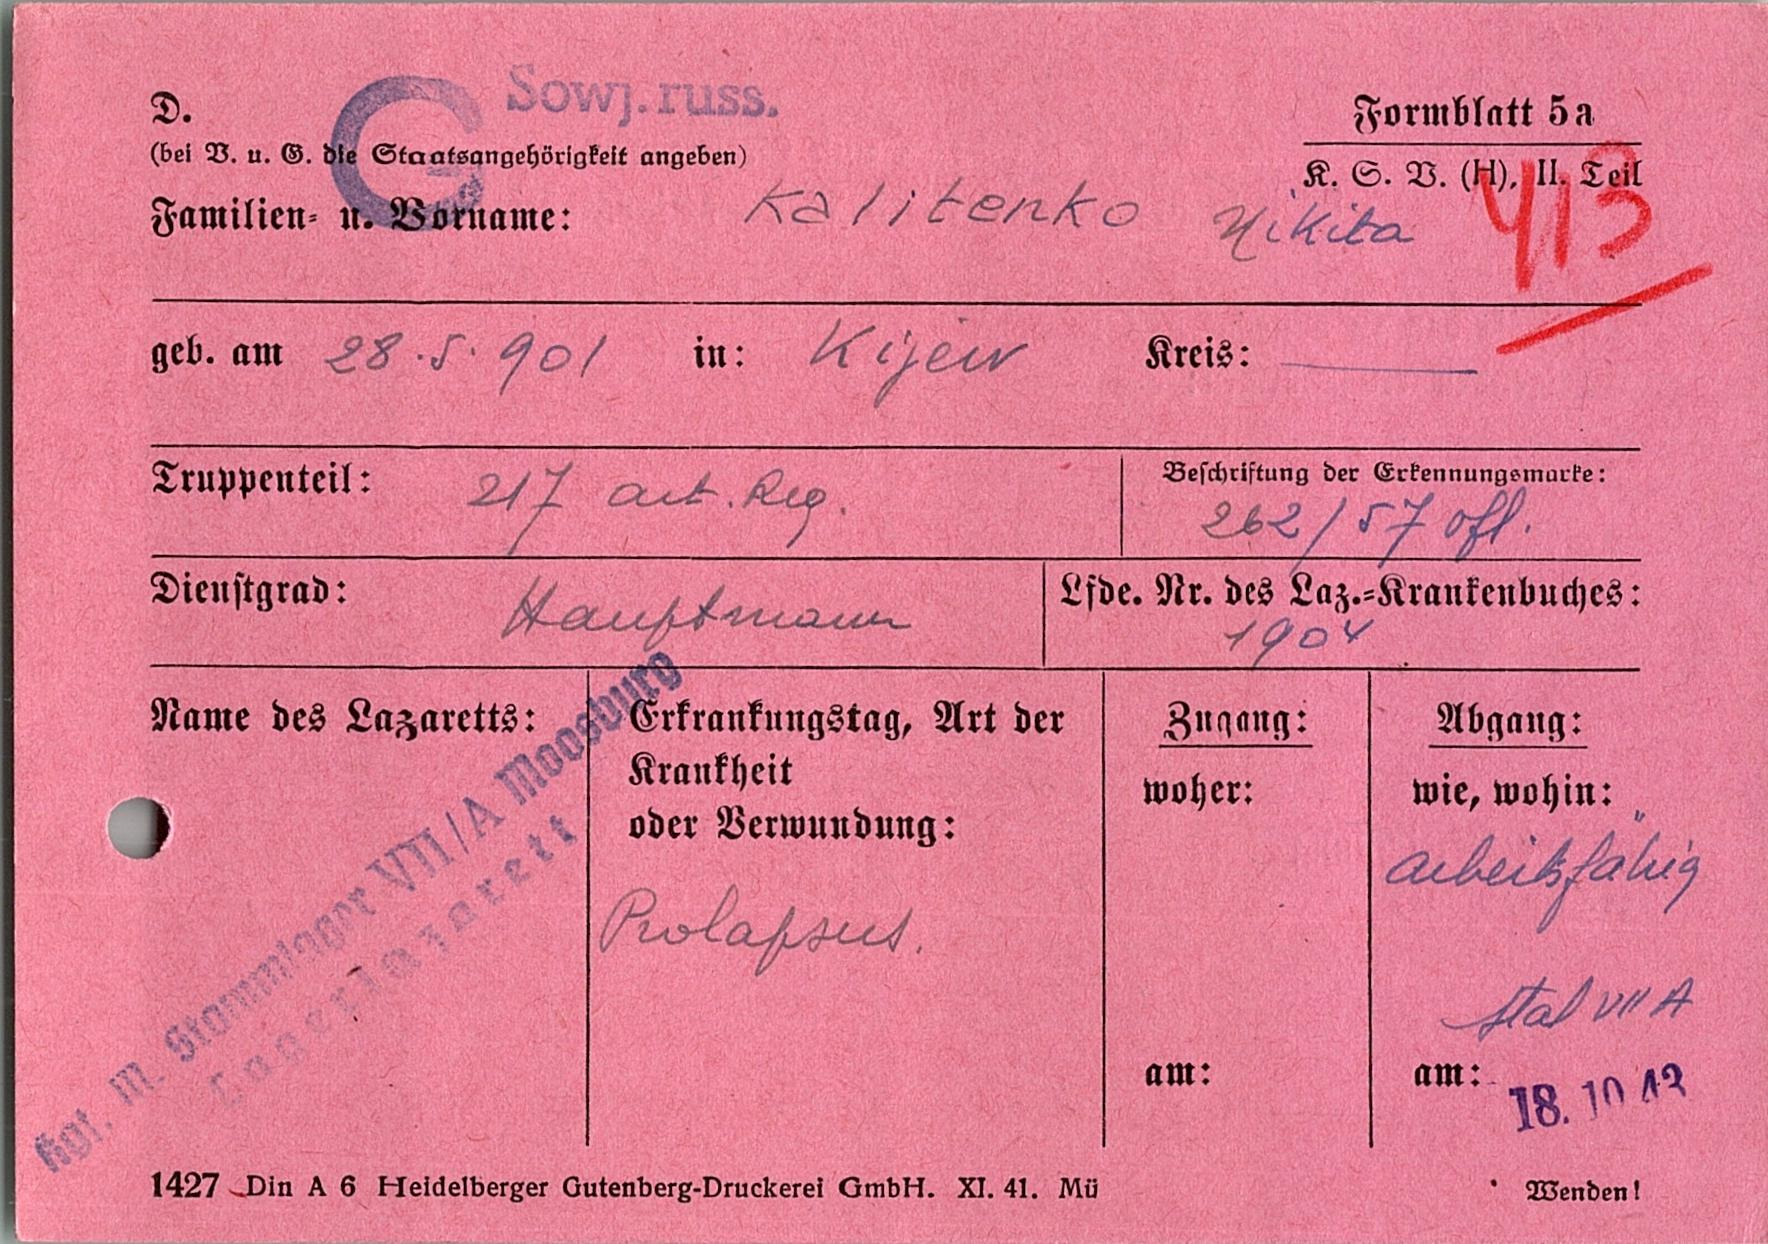 D. G Sowj. russ.
Formblatt 5a
(bei V. u. G. die Staatsangehörigkeit angeben)
K. S. V. (H), II. Teil
413
Familien- u. Vorname: Kalitenko Nikita
geb. am 28.5.901 in: Kijew Kreis:
Truppenteil: 217 art. Reg.
Beschriftung der Erkennungsmarke:
262/57 Off.
Dienstgrad: Hauptmann
Lfde. Nr. des Laz.-Krankenbuches:
1904
Name des Lazaretts:
Kgf. M. Stammlager VII/A Moosburg
Lagerlazarett
Erkrankungstag, Art der
Krankheit
oder Verwundung:
Prolapsus.
Zugang:
woher:
am:
Abgang:
wie, wohin:
arbeitsfähig
Stal VII A
am: 18. 10 43
1427 Din A 6 Heidelberger Gutenberg-Druckerei GmbH. XI. 41. Mü
Wenden!